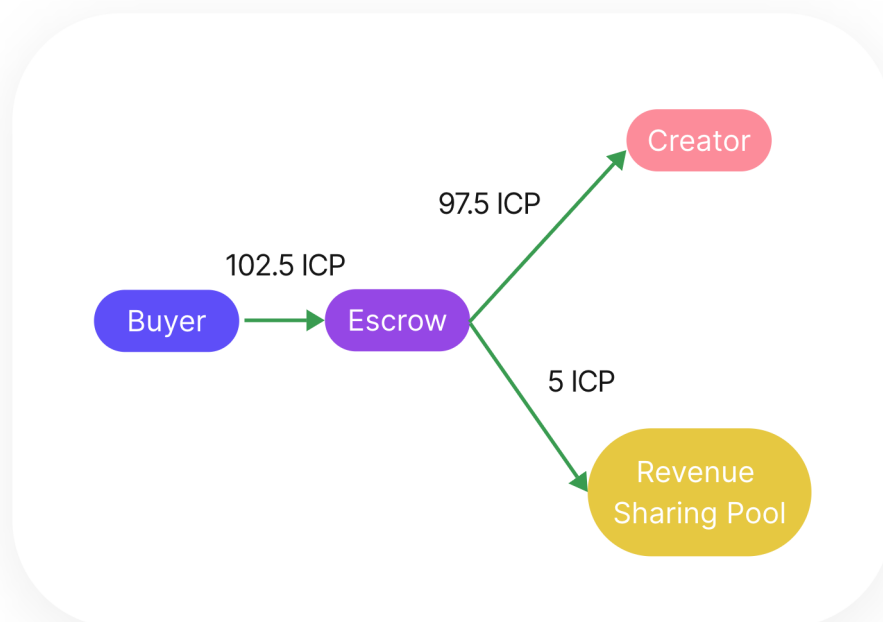 Creator
97.5 ICP
102.5 ICP
Buyer
Escrow
5 ICP
Revenue
Sharing Pool